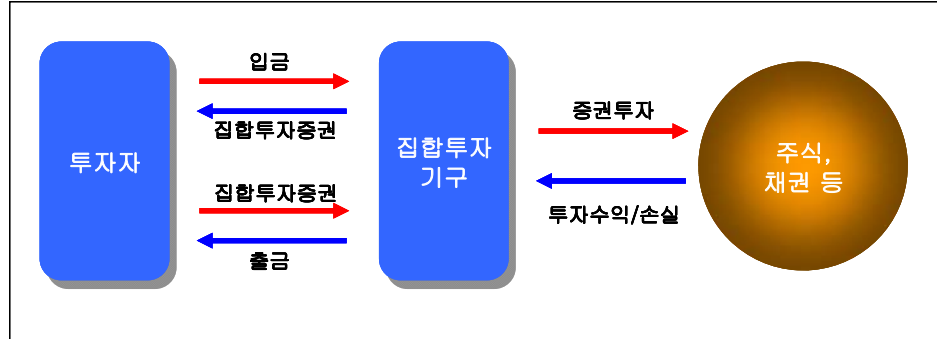 투자자
입금
집합투자증권
집합투자증권
출금
집합투자
기구
증권투자
투자수익/손실
주식,
채권 등